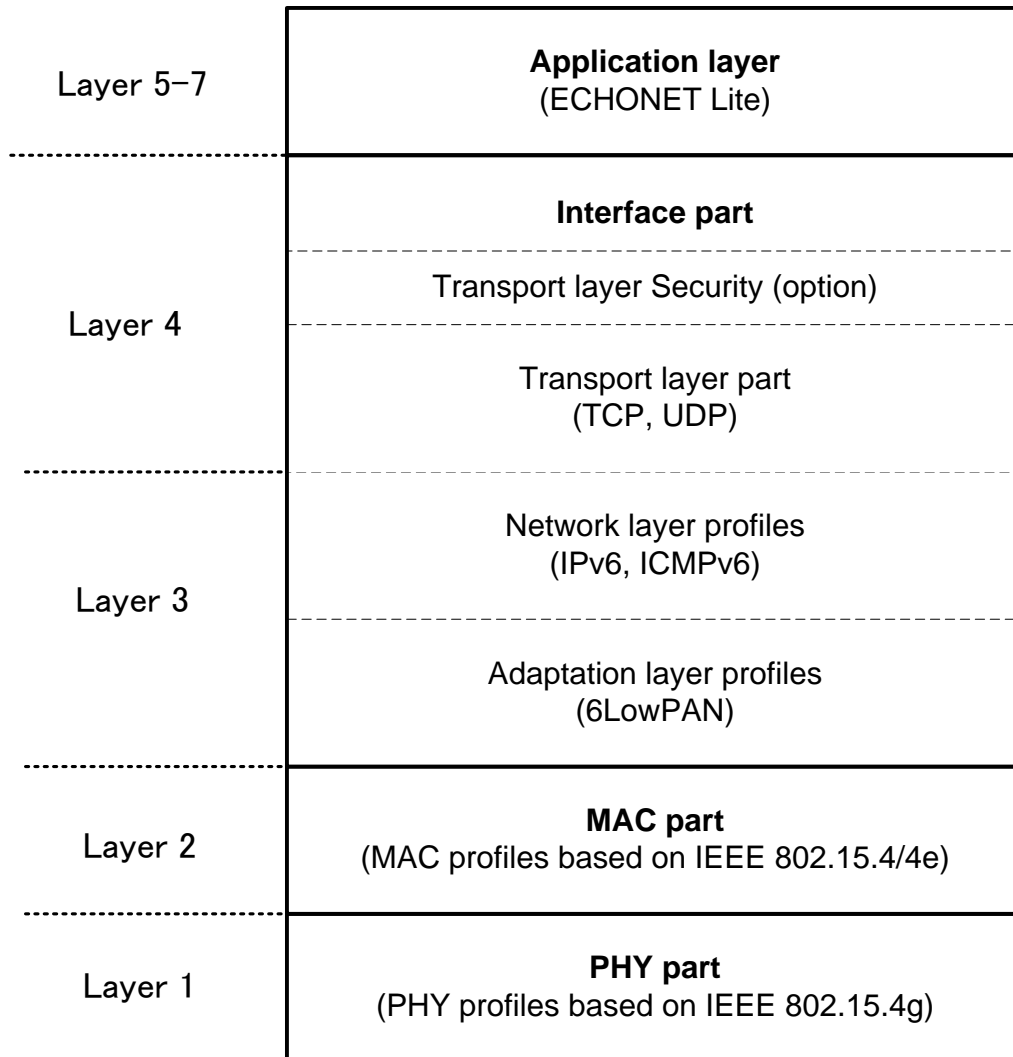 Layer 5-7
Application layer
(ECHONET Lite)
Layer 4
Interface part
Transport layer Security (option)
Transport layer part
(TCP, UDP)
Layer 3
Network layer profiles
(IPv6, ICMPv6)
Adaptation layer profiles
(6LowPAN)
Layer 2
MAC part
(MAC profiles based on IEEE 802.15.4/4e)
Layer 1
PHY part
(PHY profiles based on IEEE 802.15.4g)